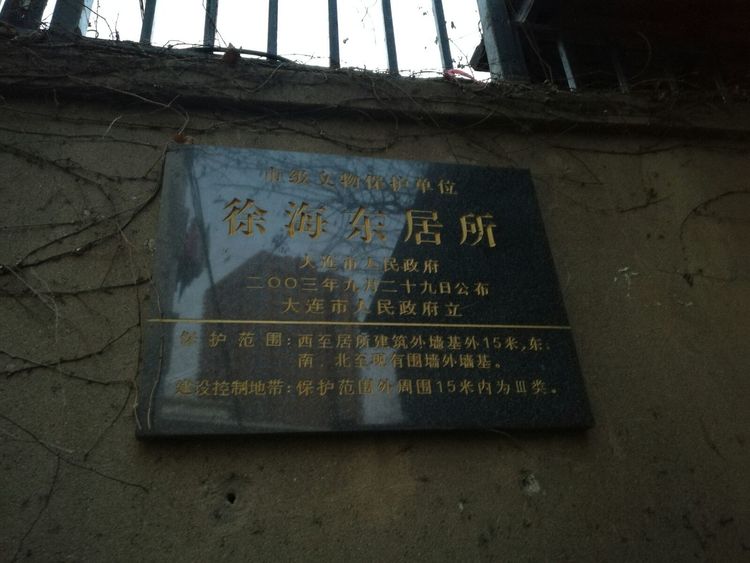 市级文物保护单位
徐海东居所
大连市人民政府
二〇〇三年九月二十九日公布
大连市人民政府立
保护范围:西至居所建筑外墙基外15米,东、
南、北至现有围墙外墙基。
建设控制地带:保护范围外周围15米内为Ⅲ类。